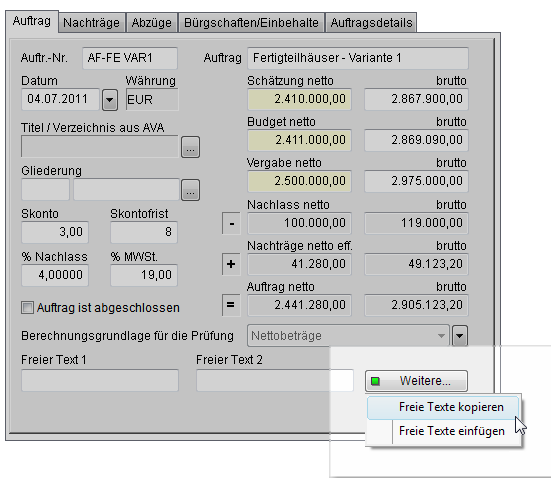 Auftrag Nachträge Abzüge Bürgschaften/Einbehalte Auftragsdetails
Auftr.-Nr. AF-FE VAR1 Auftrag Fertigteilhäuser - Variante 1
Datum Währung Schätzung netto brutto
04.07.2011 EUR 2.410.000,00 2.867.900,00
Titel / Verzeichnis aus AVA Budget netto brutto
... 2.411.000,00 2.869.090,00
Gliederung Vergabe netto brutto
... 2.500.000,00 2.975.000,00
Skonto Skontofrist Nachlass netto brutto
3,00 8 - 100.000,00 119.000,00
% Nachlass % MWSt. Nachträge netto eff. brutto
4,00000 19,00 + 41.280,00 49.123,20
Auftrag netto brutto
Auftrag ist abgeschlossen = 2.441.280,00 2.905.123,20
Berechnungsgrundlage für die Prüfung Nettobeträge
Freier Text 1 Freier Text 2
Weitere...
Freie Texte kopieren
Freie Texte einfügen